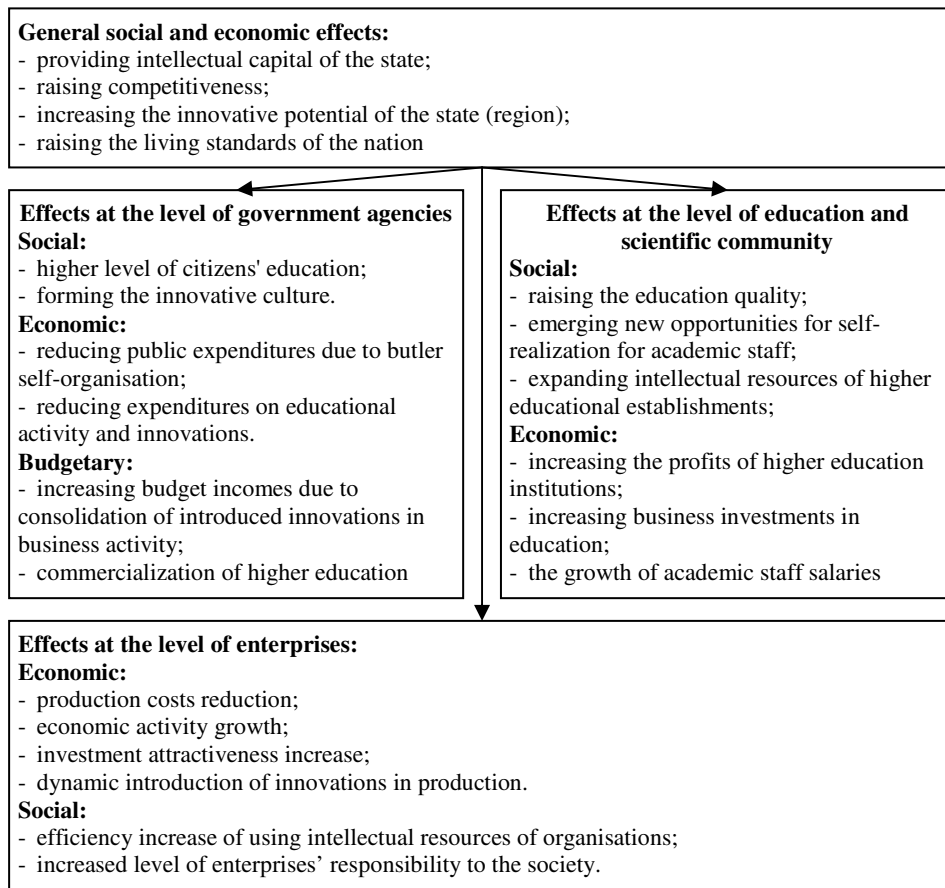 General social and economic effects:
- providing intellectual capital of the state;
- raising competitiveness;
- increasing the innovative potential of the state (region);
- raising the living standards of the nation
Effects at the level of government agencies
Social:
- higher level of citizens' education;
- forming the innovative culture.
Economic:
- reducing public expenditures due to butler
self-organisation;
- reducing expenditures on educational
activity and innovations.
Budgetary:
- increasing budget incomes due to
consolidation of introduced innovations in
business activity;
- commercialization of higher education
Effects at the level of education and
scientific community
Social:
- raising the education quality;
- emerging new opportunities for self-
realization for academic staff;
- expanding intellectual resources of higher
educational establishments;
Economic:
- increasing the profits of higher education
institutions;
- increasing business investments in
education;
- the growth of academic staff salaries
Effects at the level of enterprises:
Economic:
- production costs reduction;
- economic activity growth;
- investment attractiveness increase;
- dynamic introduction of innovations in production.
Social:
- efficiency increase of using intellectual resources of organisations;
- increased level of enterprises’ responsibility to the society.